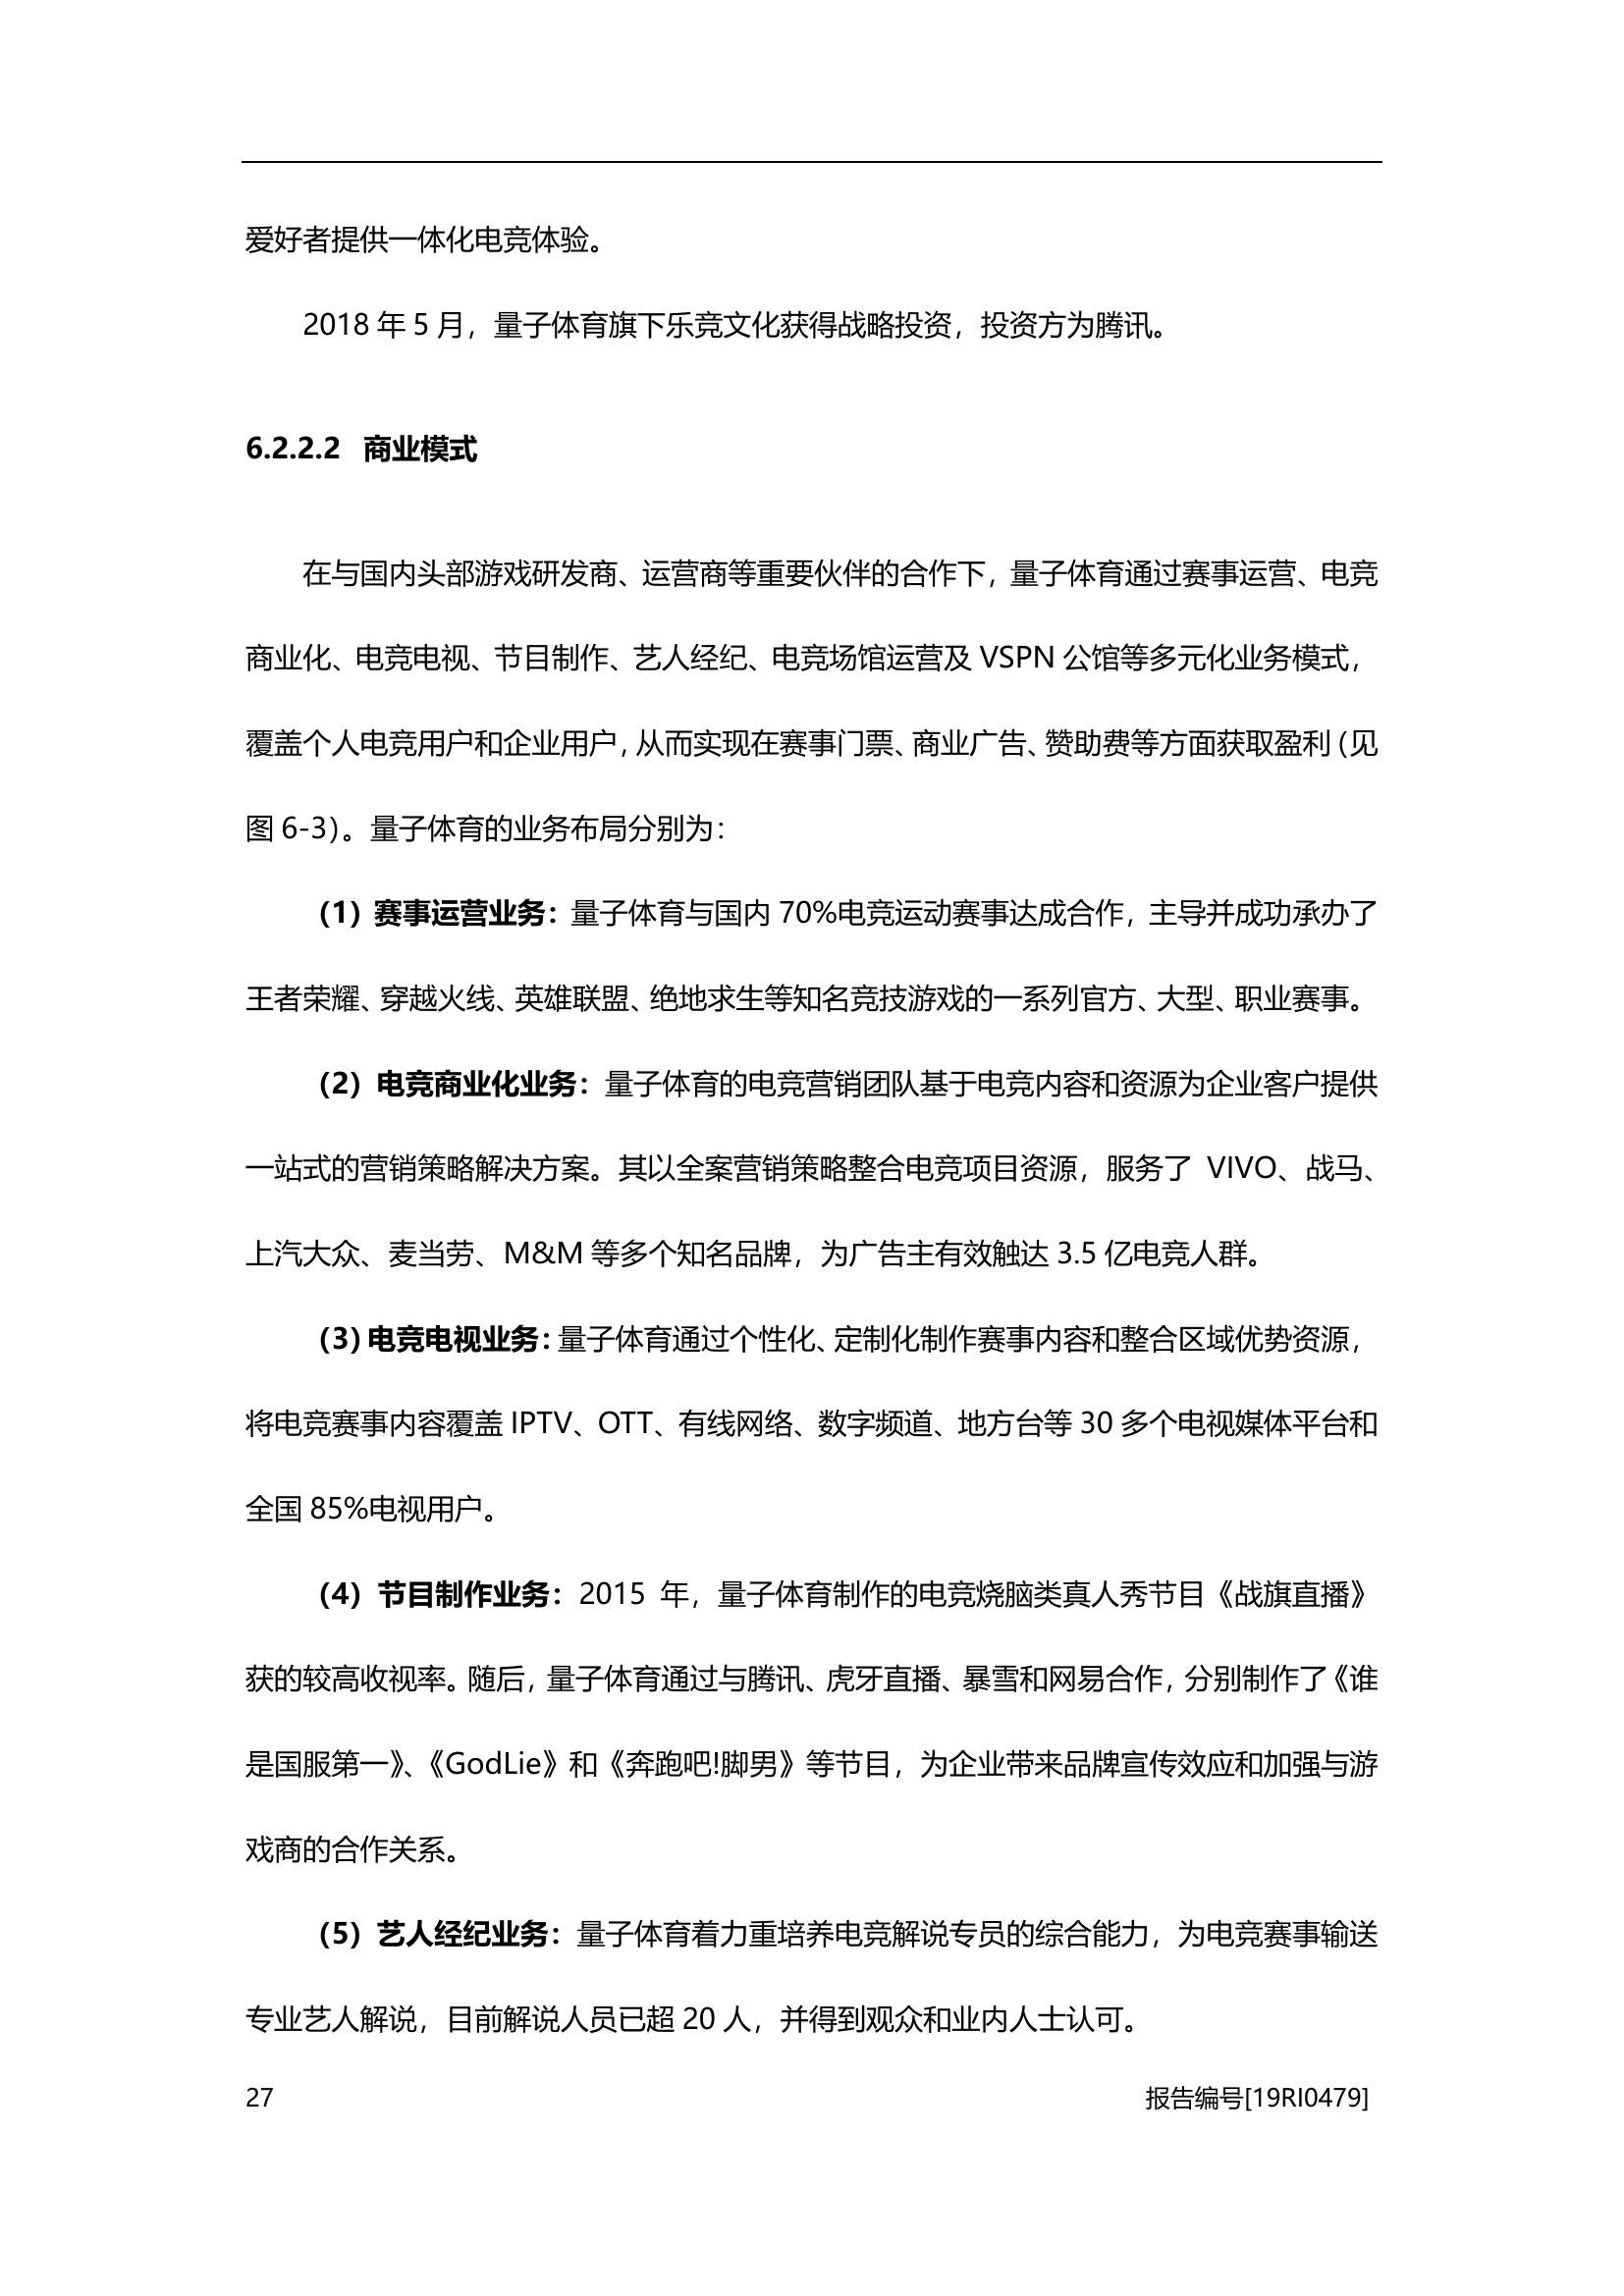 爱好者提供一体化电竞体验。
2018 年 5 月，量子体育旗下乐竞文化获得战略投资，投资方为腾讯。
6.2.2.2 商业模式
在与国内头部游戏研发商、运营商等重要伙伴的合作下，量子体育通过赛事运营、电竞
商业化、电竞电视、节目制作、艺人经纪、电竞场馆运营及 VSPN 公馆等多元化业务模式，
覆盖个人电竞用户和企业用户，从而实现在赛事门票、商业广告、赞助费等方面获取盈利（见
图 6-3）。量子体育的业务布局分别为：
（1）赛事运营业务：量子体育与国内 70%电竞运动赛事达成合作，主导并成功承办了
王者荣耀、穿越火线、英雄联盟、绝地求生等知名竞技游戏的一系列官方、大型、职业赛事。
（2）电竞商业化业务：量子体育的电竞营销团队基于电竞内容和资源为企业客户提供
一站式的营销策略解决方案。其以全案营销策略整合电竞项目资源，服务了 VIVO、战马、
上汽大众、麦当劳、M&M 等多个知名品牌，为广告主有效触达 3.5 亿电竞人群。
（3）电竞电视业务：量子体育通过个性化、定制化制作赛事内容和整合区域优势资源，
将电竞赛事内容覆盖 IPTV、OTT、有线网络、数字频道、地方台等 30 多个电视媒体平台和
全国 85%电视用户。
（4）节目制作业务：2015 年，量子体育制作的电竞烧脑类真人秀节目《战旗直播》
获的较高收视率。随后，量子体育通过与腾讯、虎牙直播、暴雪和网易合作，分别制作了《谁
是国服第一》、《GodLie》和《奔跑吧!脚男》等节目，为企业带来品牌宣传效应和加强与游
戏商的合作关系。
（5）艺人经纪业务：量子体育着力重培养电竞解说专员的综合能力，为电竞赛事输送
专业艺人解说，目前解说人员已超 20 人，并得到观众和业内人士认可。
27 报告编号[19RI0479]